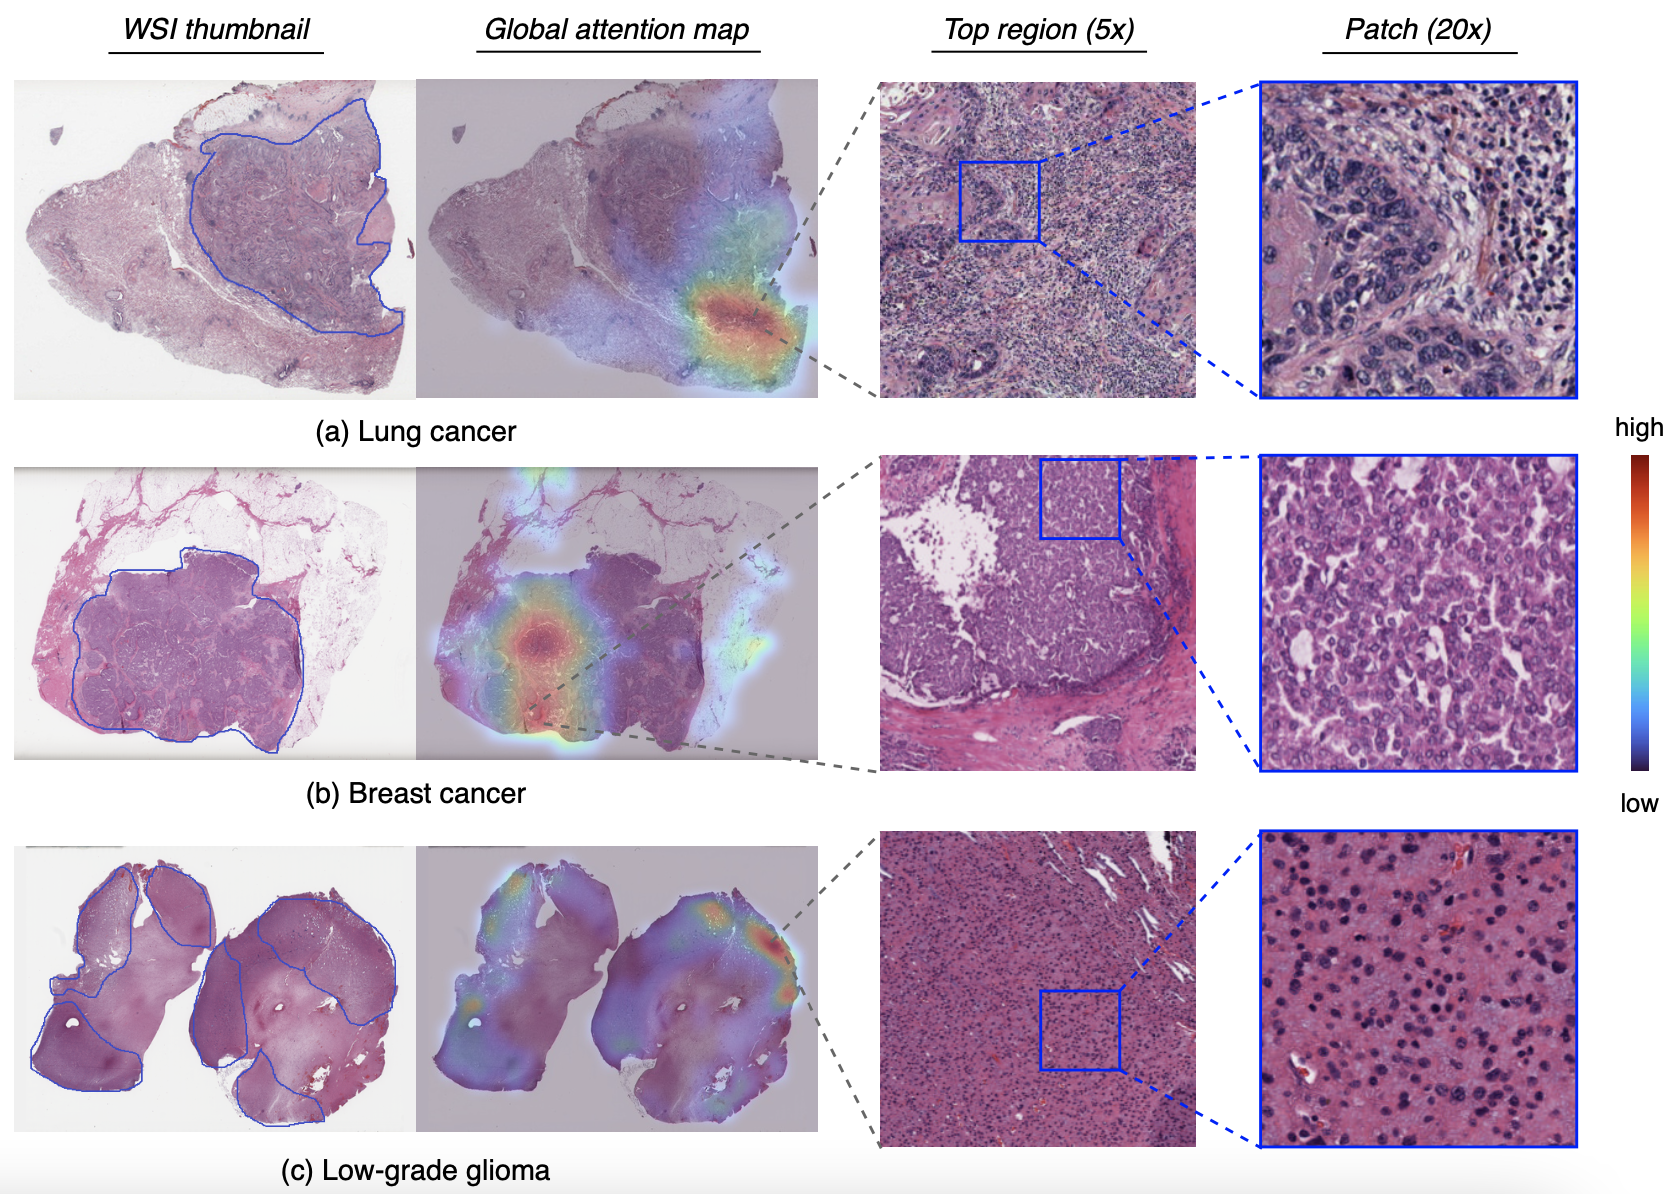 WSI thumbnail
Global attention map
Top region (5x)
Patch (20x)
(a) Lung cancer
high
(b) Breast cancer
low
(c) Low-grade glioma